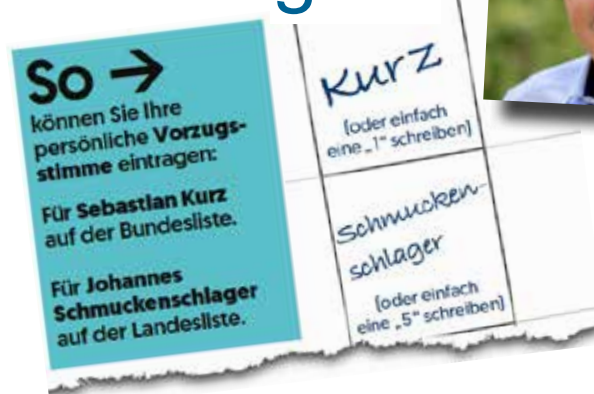 So →
können Sie Ihre
persönliche Vorzugs-
stimme eintragen:
Für Sebastian Kurz
auf der Bundesliste.
Für Johannes
Schmuckenschlager
auf der Landesliste.
Kurz
(oder einfach
eine „1" schreiben)
Schmucken-
schlager
(oder einfach
eine „5" schreiben)